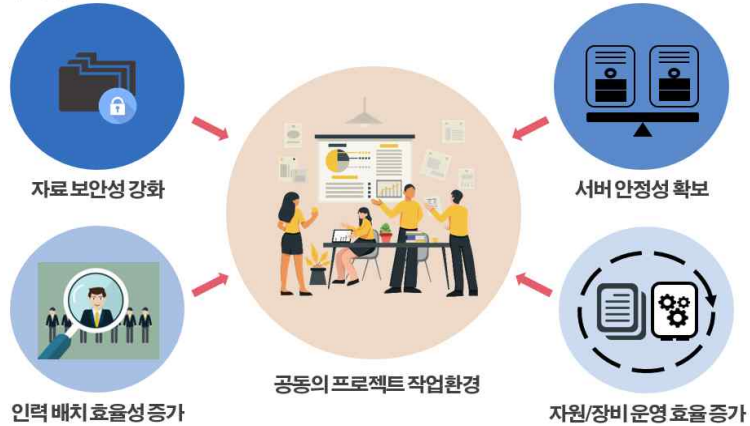 자료 보안성 강화
서버 안정성 확보
인력 배치 효율성 증가
공동의 프로젝트 작업환경
자원/장비 운영 효율 증가